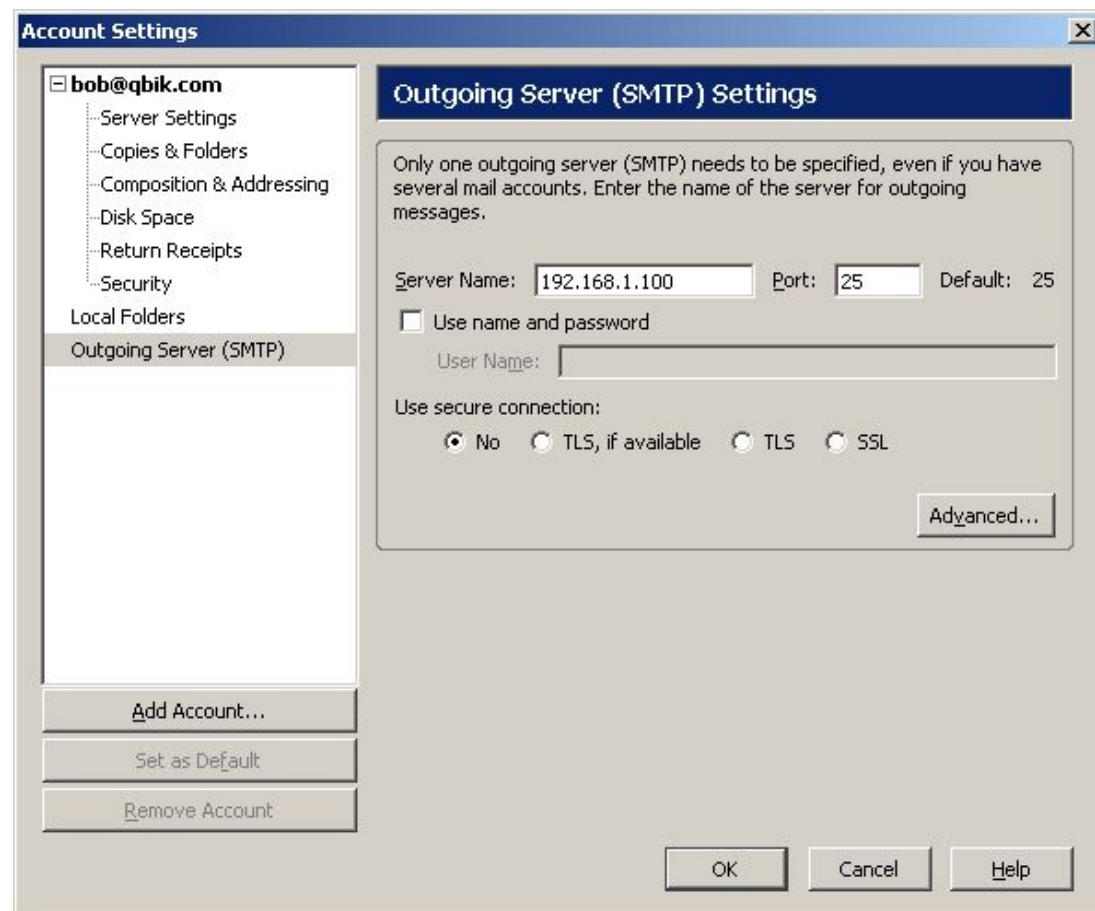 Account Settings
bob@qbik.com
Server Settings
Copies & Folders
Composition & Addressing
Disk Space
Return Receipts
Security
Local Folders
Outgoing Server (SMTP)
Add Account...
Set as Default
Remove Account
Outgoing Server (SMTP) Settings
Only one outgoing server (SMTP) needs to be specified, even if you have
several mail accounts. Enter the name of the server for outgoing
messages.
Server Name: 192.168.1.100 Port: 25 Default: 25
Use name and password
User Name:
Use secure connection:
No TLS, if available TLS SSL
Advanced...
OK Cancel Help